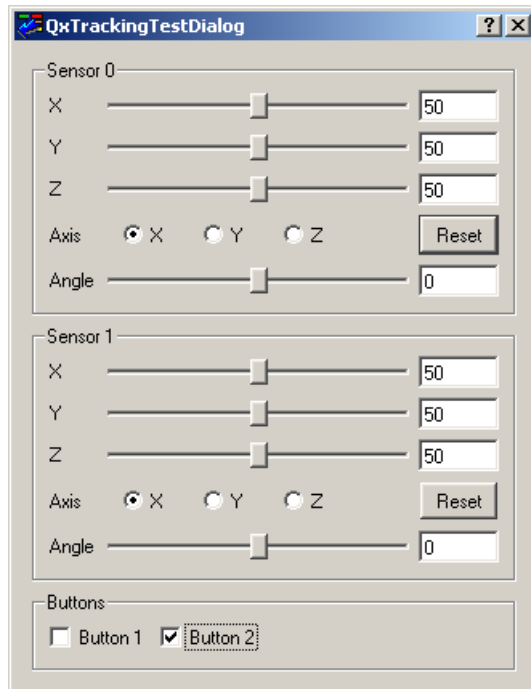 QxTrackingTestDialog
Sensor 0
X 50
Y 50
Z 50
Axis X Y Z Reset
Angle 0
Sensor 1
X 50
Y 50
Z 50
Axis X Y Z Reset
Angle 0
Buttons
Button 1 Button 2